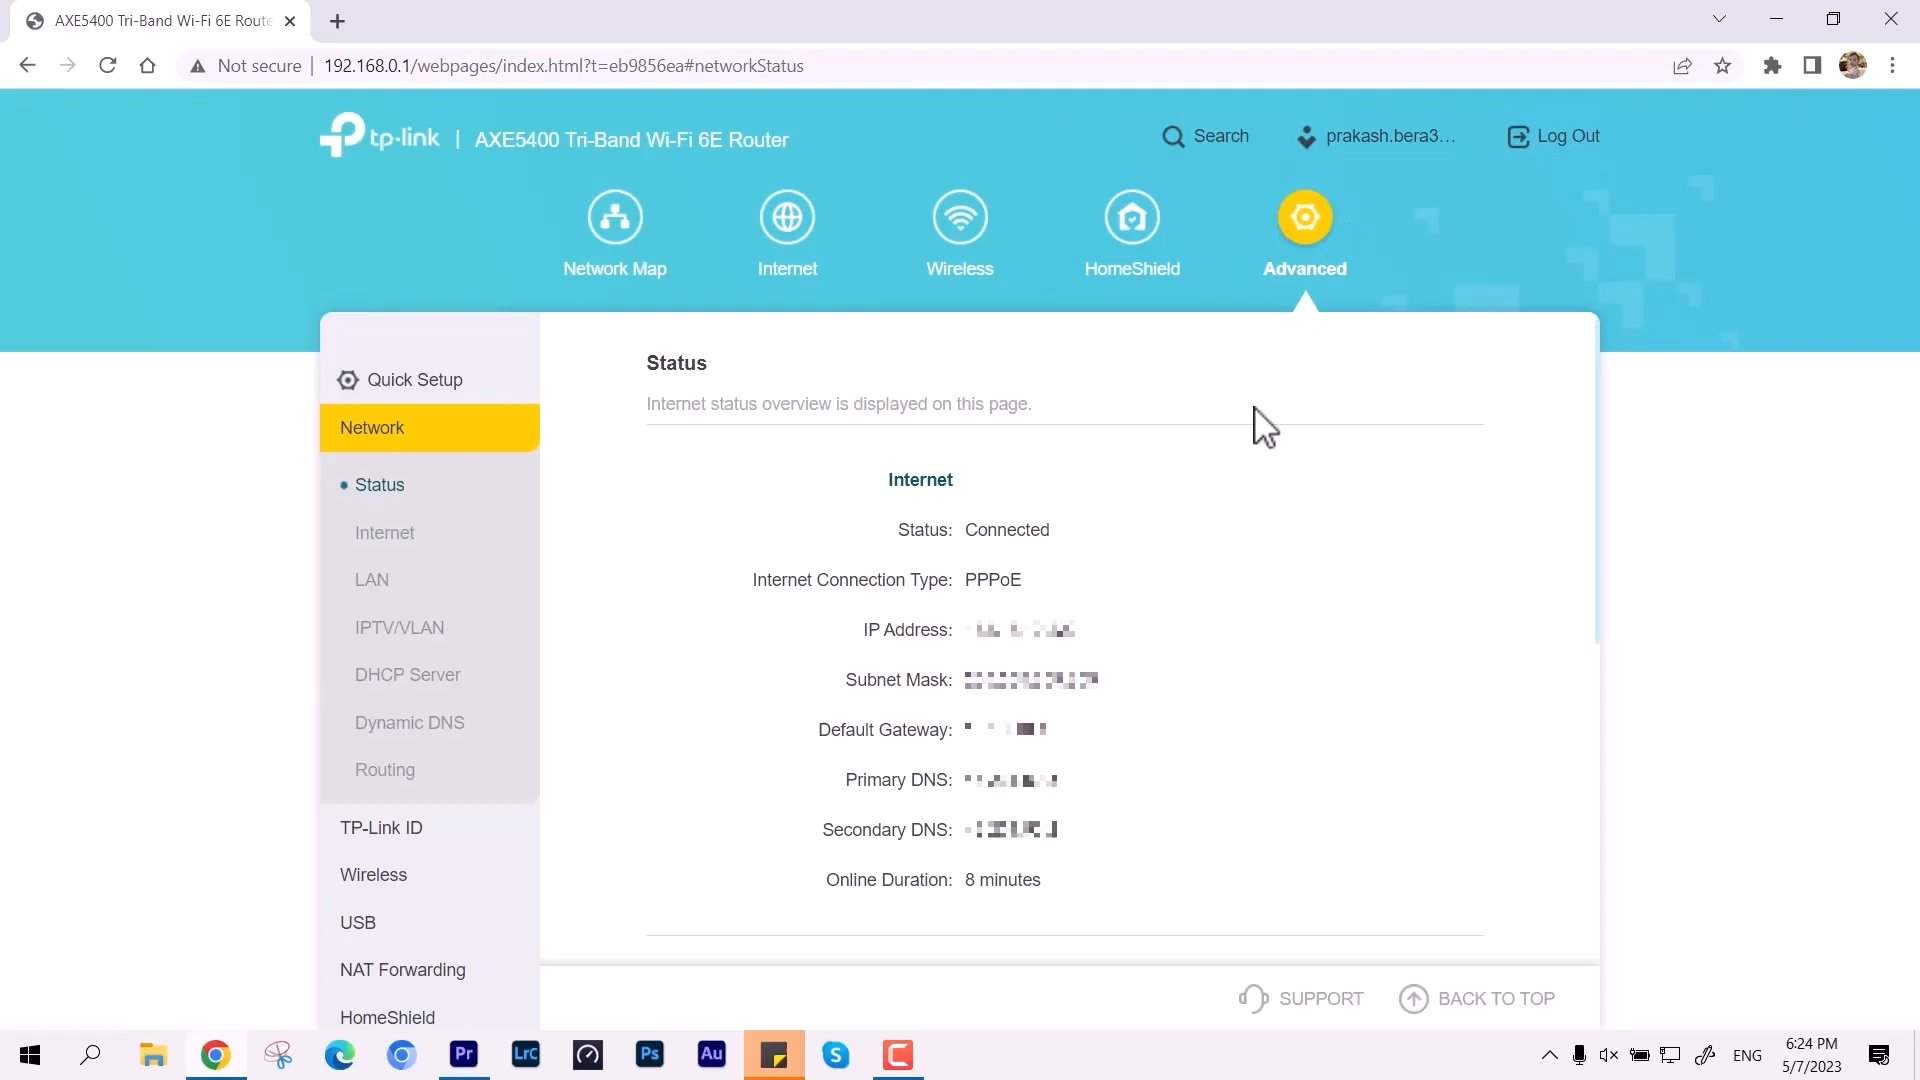 AXE5400 Tri-Band Wi-Fi 6E Route
Not secure | 192.168.0.1/webpages/index.html?t=eb9856ea#networkStatus
tp-link | AXE5400 Tri-Band Wi-Fi 6E Router
Search
prakash.bera3...
Log Out
Network Map
Internet
Wireless
HomeShield
Advanced
Quick Setup
Network
Status
Internet
LAN
IPTV/VLAN
DHCP Server
Dynamic DNS
Routing
TP-Link ID
Wireless
USB
NAT Forwarding
HomeShield
Status
Internet status overview is displayed on this page.
Internet
Status: Connected
Internet Connection Type: PPPoE
IP Address:
Subnet Mask:
Default Gateway:
Primary DNS:
Secondary DNS:
Online Duration: 8 minutes
SUPPORT
BACK TO TOP
Pr
LrC
Ps
Au
S
ENG
6:24 PM
5/7/2023